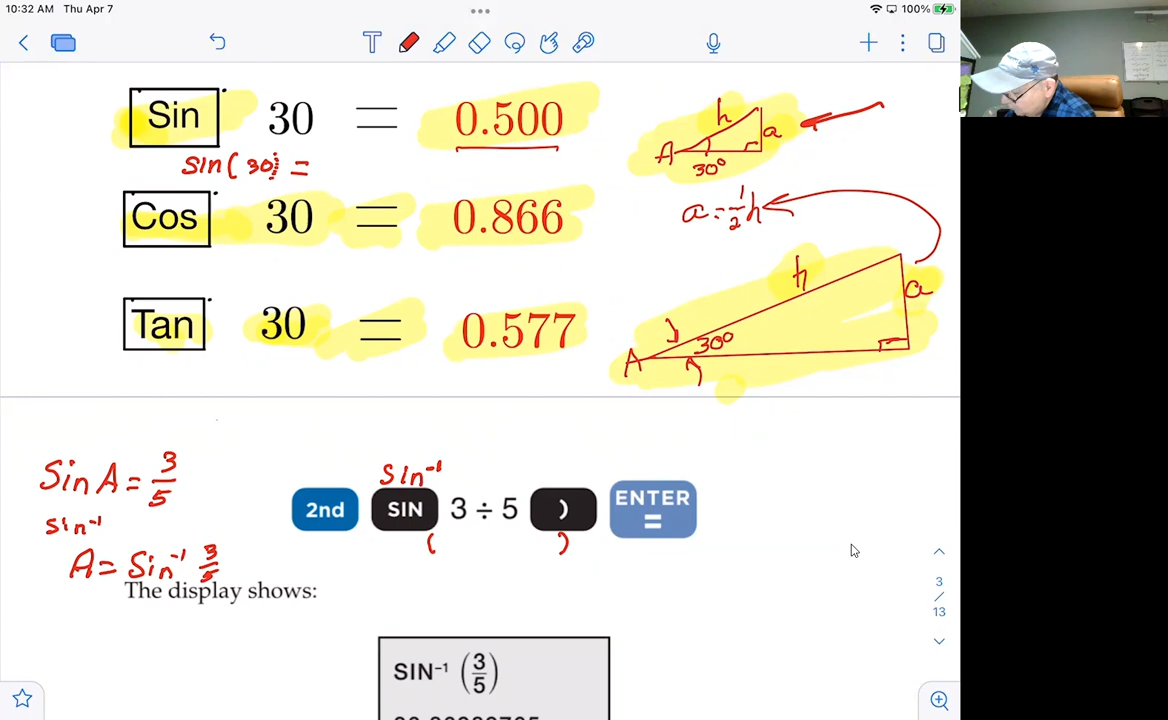 10:32 AM Thu Apr 7
100%
T
Sin 30 = 0.500
sin(30) =
h
a
A
30°
Cos 30 = 0.866
a = 1/2 h
Tan 30 = 0.577
h
a
A
30°
Sin A = 3/5
sin⁻¹
A = Sin⁻¹ 3/5
Sin⁻¹
2nd SIN 3 ÷ 5 ) ENTER =
( )
3
/
13
The display shows:
SIN⁻¹ (3/5)